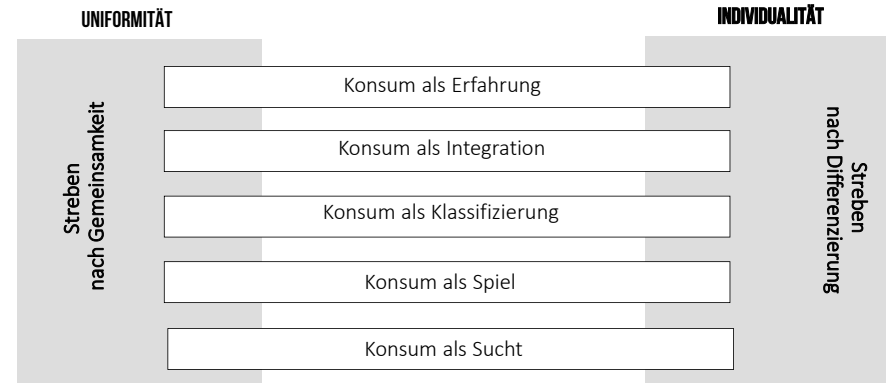 UNIFORMITÄT
INDIVIDUALITÄT
Streben
nach Gemeinsamkeit
Konsum als Erfahrung
Konsum als Integration
Konsum als Klassifizierung
Konsum als Spiel
Konsum als Sucht
Streben
nach Differenzierung